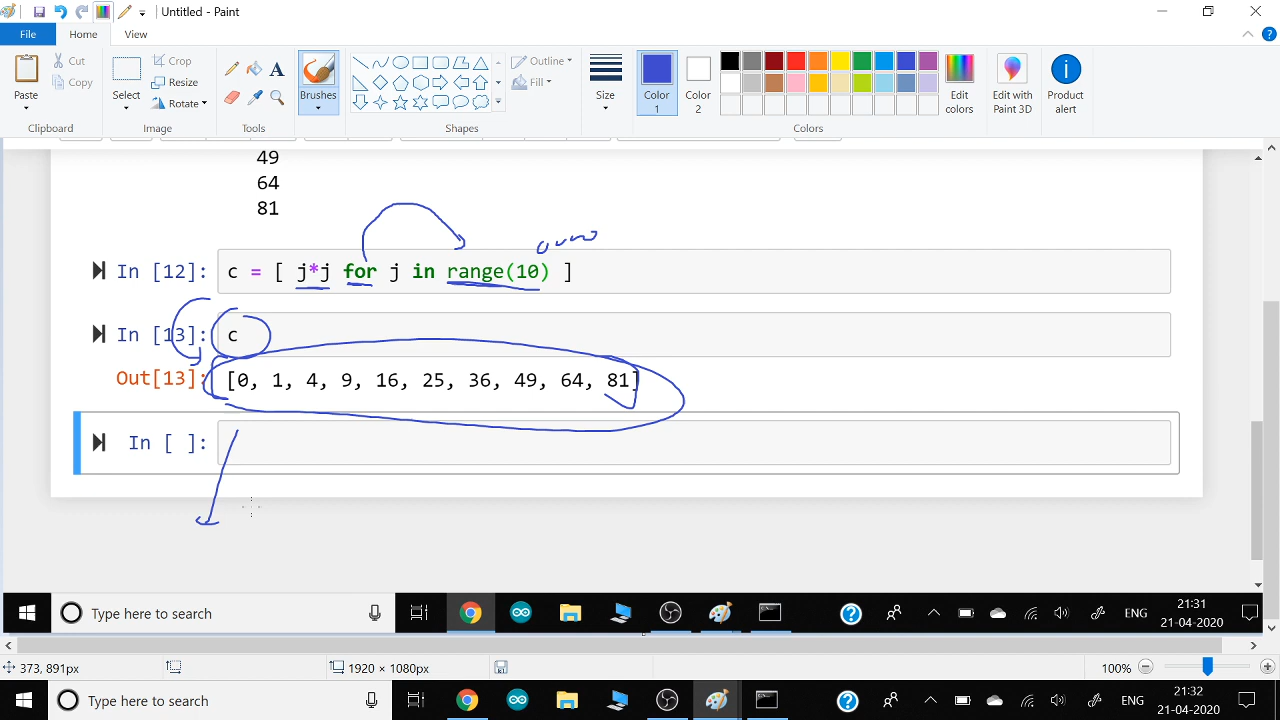 Untitled - Paint
File Home View
Paste Cut Copy Select Crop Resize Rotate Brushes Outline Fill Size Color 1 Color 2 Edit colors Edit with Paint 3D Product alert
Clipboard Image Tools Shapes Colors
49
64
81
In [12]: c = [ j*j for j in range(10) ]
In [13]: c
Out[13]: [0, 1, 4, 9, 16, 25, 36, 49, 64, 81]
In [ ]:
Type here to search ENG 21:31 21-04-2020
373, 891px 1920 × 1080px 100%
Type here to search ENG 21:32 21-04-2020